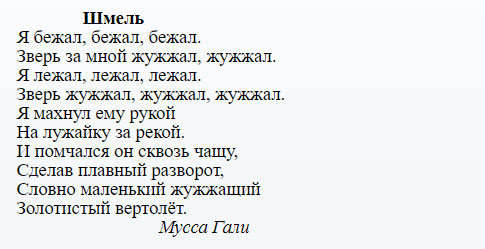 Шмель
Я бежал, бежал, бежал.
Зверь за мной жужжал, жужжал.
Я лежал, лежал, лежал.
Зверь жужжал, жужжал, жужжал.
Я махнул ему рукой
На лужайку за рекой.
И помчался он сквозь чащу,
Сделав плавный разворот,
Словно маленький жужжащий
Золотистый вертолёт.
Мусса Гали